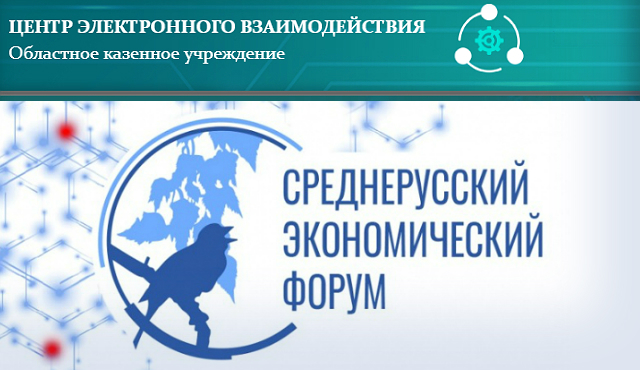 ЦЕНТР ЭЛЕКТРОННОГО ВЗАИМОДЕЙСТВИЯ
Областное казенное учреждение
СРЕДНЕРУССКИЙ
ЭКОНОМИЧЕСКИЙ
ФОРУМ